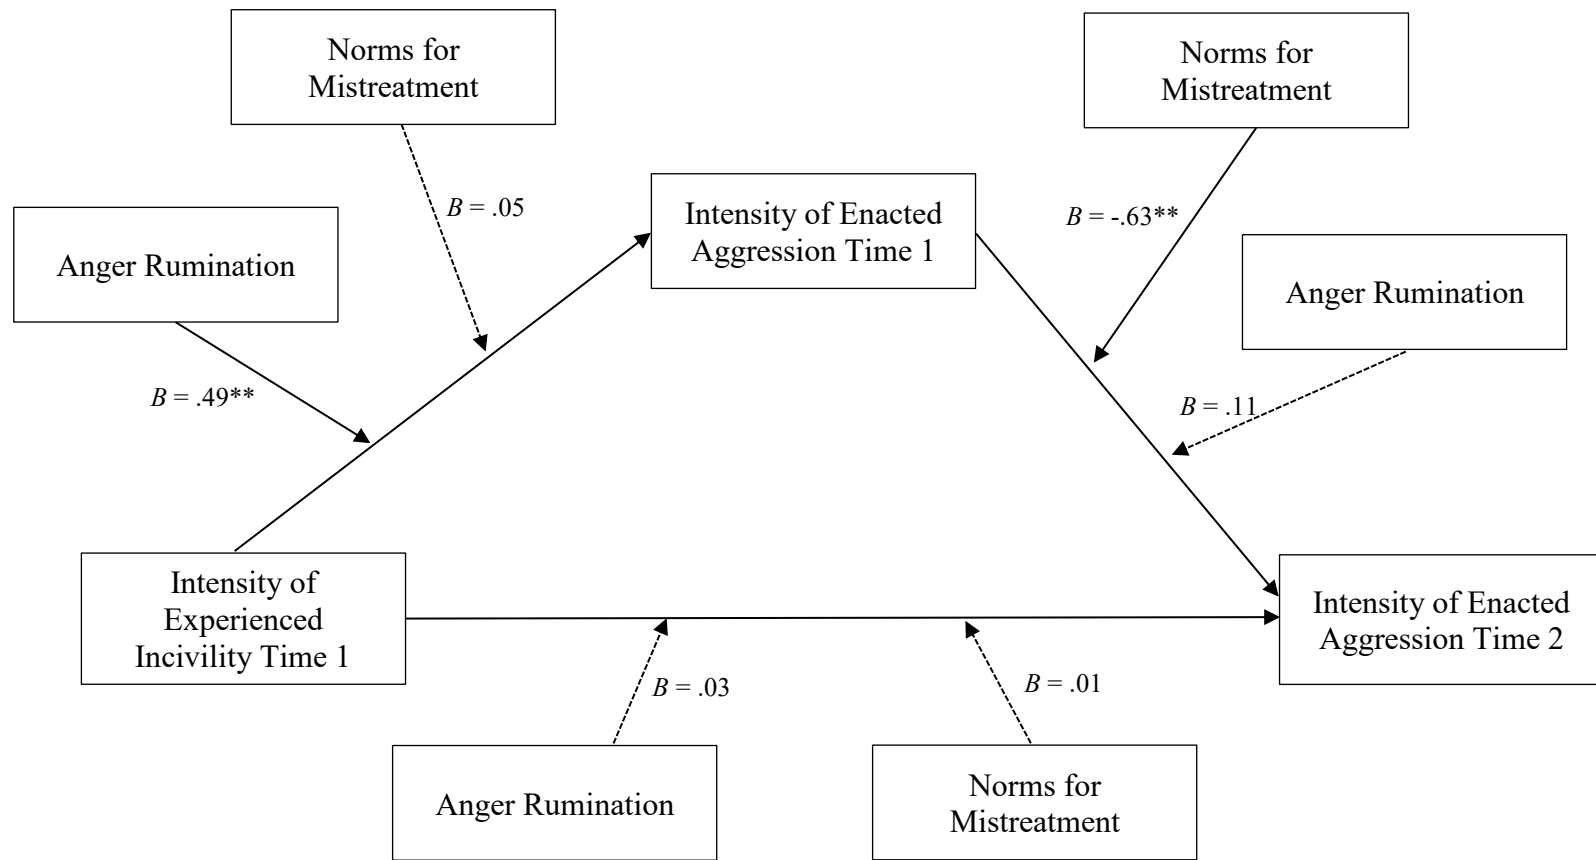 Norms for
Mistreatment
Norms for
Mistreatment
B = .05
Intensity of Enacted
Aggression Time 1
B = -.63**
Anger Rumination
Anger Rumination
B = .49**
B = .11
Intensity of
Experienced
Incivility Time 1
Intensity of Enacted
Aggression Time 2
B = .03
B = .01
Anger Rumination
Norms for
Mistreatment